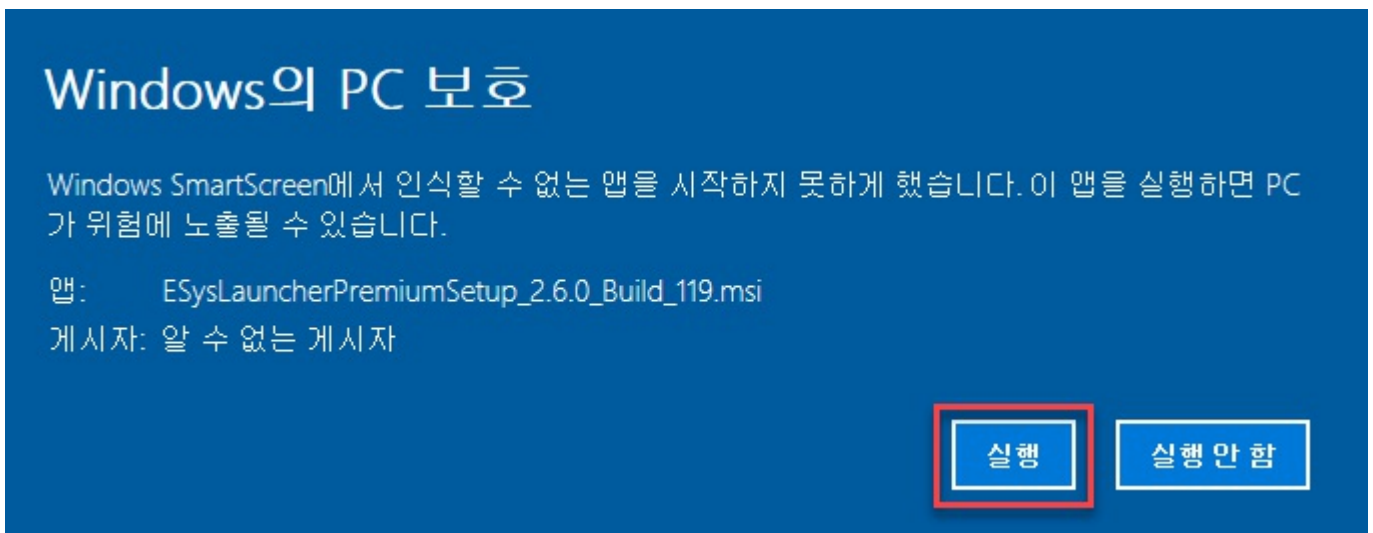 Windows의 PC 보호
Windows SmartScreen에서 인식할 수 없는 앱을 시작하지 못하게 했습니다. 이 앱을 실행하면 PC
가 위험에 노출될 수 있습니다.
앱: ESysLauncherPremiumSetup_2.6.0_Build_119.msi
게시자: 알 수 없는 게시자
실행 실행 안 함